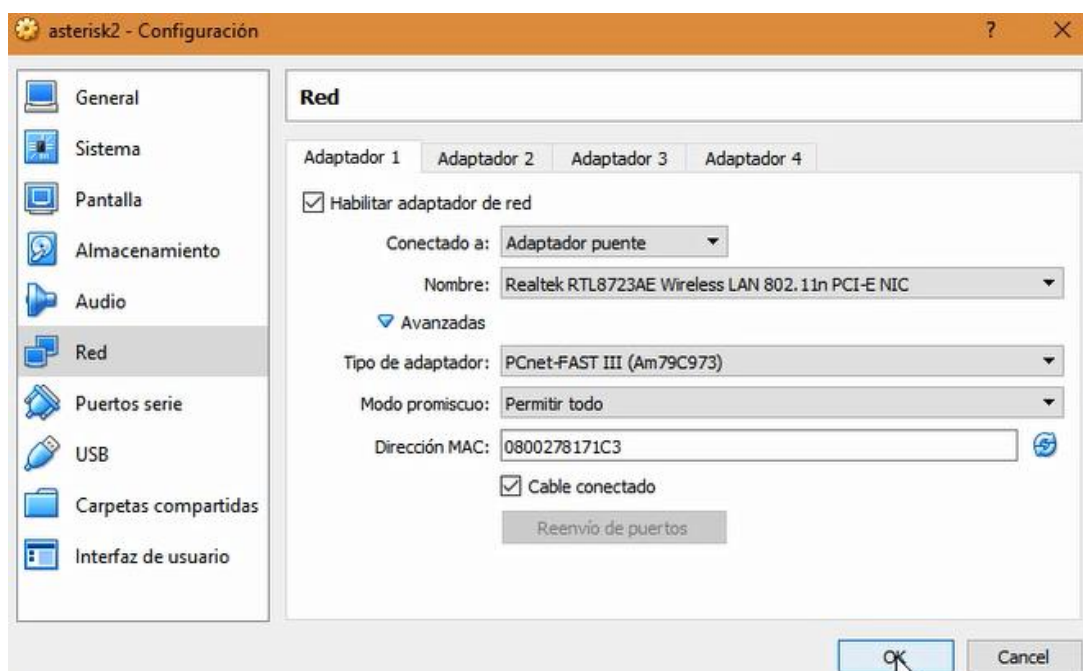 asterisk2 - Configuración
?
General
Sistema
Pantalla
Almacenamiento
Audio
Red
Puertos serie
USB
Carpetas compartidas
Interfaz de usuario
Red
Adaptador 1
Adaptador 2
Adaptador 3
Adaptador 4
Habilitar adaptador de red
Conectado a: Adaptador puente
Nombre: Realtek RTL8723AE Wireless LAN 802.11n PCI-E NIC
Avanzadas
Tipo de adaptador: PCnet-FAST III (Am79C973)
Modo promiscuo: Permitir todo
Dirección MAC: 0800278171C3
Cable conectado
Reenvío de puertos
OK
Cancel